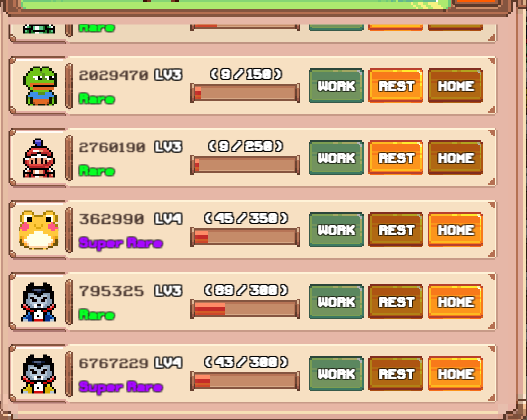 Rare
2029470 LV3 (9/150) WORK REST HOME
Rare
2760190 LV3 (9/250) WORK REST HOME
Rare
362990 LV4 (45/350) WORK REST HOME
Super Rare
795325 LV3 (69/300) WORK REST HOME
Rare
6767229 LV4 (43/300) WORK REST HOME
Super Rare